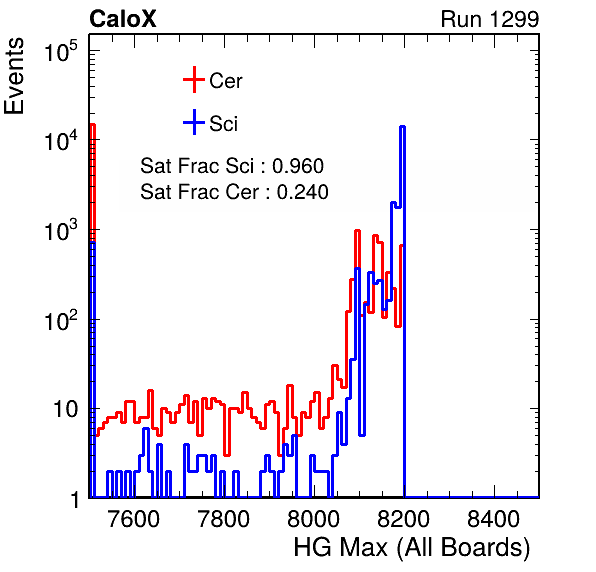 CaloX Run 1299
Events
10^5
10^4
10^3
10^2
10
1
Cer
Sci
Sat Frac Sci : 0.960
Sat Frac Cer : 0.240
7600 7800 8000 8200 8400
HG Max (All Boards)